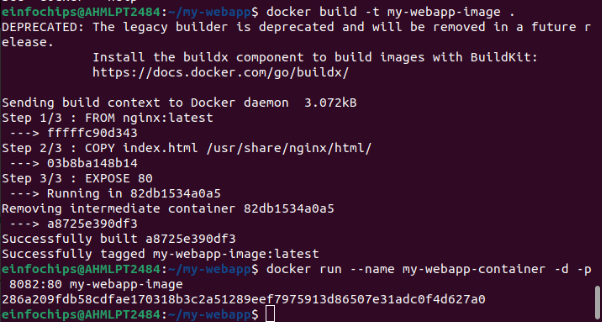 einfochips@AHMLPT2484:~/my-webapp$ docker build -t my-webapp-image .
DEPRECATED: The legacy builder is deprecated and will be removed in a future r
elease.
            Install the buildx component to build images with BuildKit:
            https://docs.docker.com/go/buildx/

Sending build context to Docker daemon  3.072kB
Step 1/3 : FROM nginx:latest
 ---> fffffc90d343
Step 2/3 : COPY index.html /usr/share/nginx/html/
 ---> 03b8ba148b14
Step 3/3 : EXPOSE 80
 ---> Running in 82db1534a0a5
Removing intermediate container 82db1534a0a5
 ---> a8725e390df3
Successfully built a8725e390df3
Successfully tagged my-webapp-image:latest
einfochips@AHMLPT2484:~/my-webapp$ docker run --name my-webapp-container -d -p
 8082:80 my-webapp-image
286a209fdb58cdfae170318b3c2a51289eef7975913d86507e31adc0f4d627a0
einfochips@AHMLPT2484:~/my-webapp$